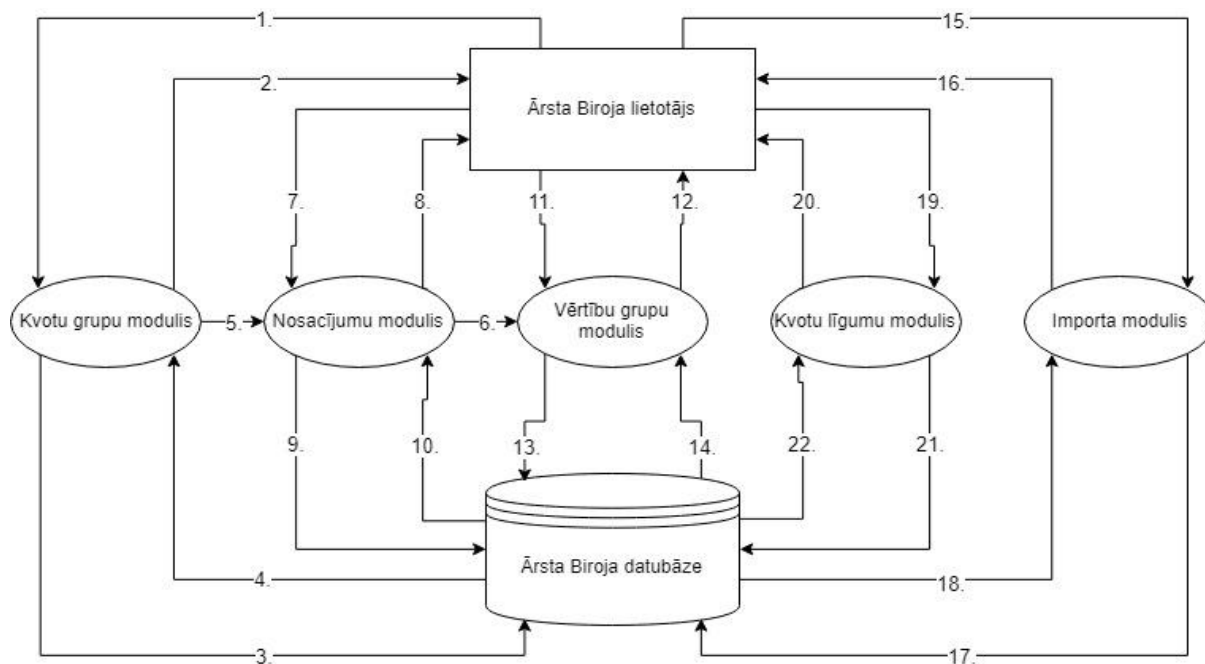 1.
15.
2.
16.
Ārsta Biroja lietotājs
7.
8.
11.
12.
20.
19.
Kvotu grupu modulis
5.
Nosacījumu modulis
6.
Vērtību grupu
modulis
Kvotu līgumu modulis
Importa modulis
9.
10.
13.
14.
22.
21.
Ārsta Biroja datubāze
4.
18.
3.
17.